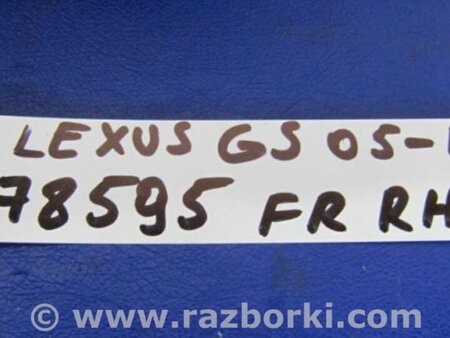 LEXUS GS 05-
78595 FR RH
© www.razborki.com